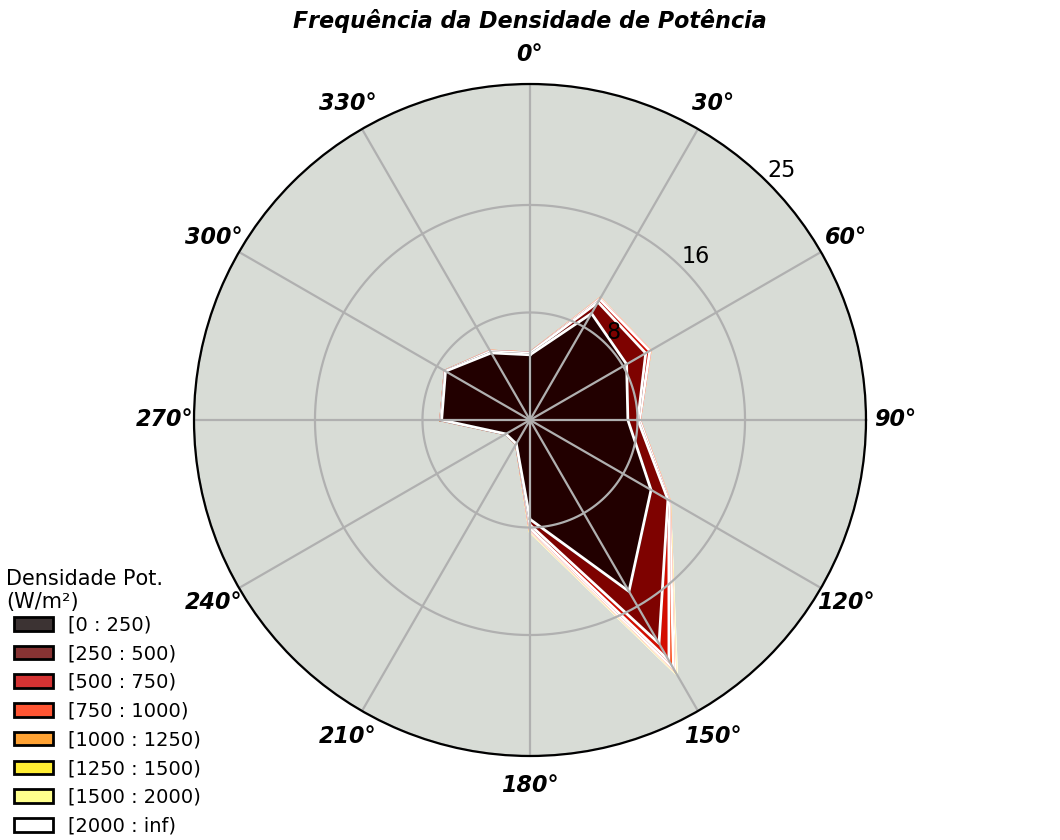 Frequência da Densidade de Potência
0°
330°
30°
25
300°
60°
16
8
270°
90°
240°
120°
210°
150°
180°
Densidade Pot.
(W/m²)
[0 : 250)
[250 : 500)
[500 : 750)
[750 : 1000)
[1000 : 1250)
[1250 : 1500)
[1500 : 2000)
[2000 : inf)